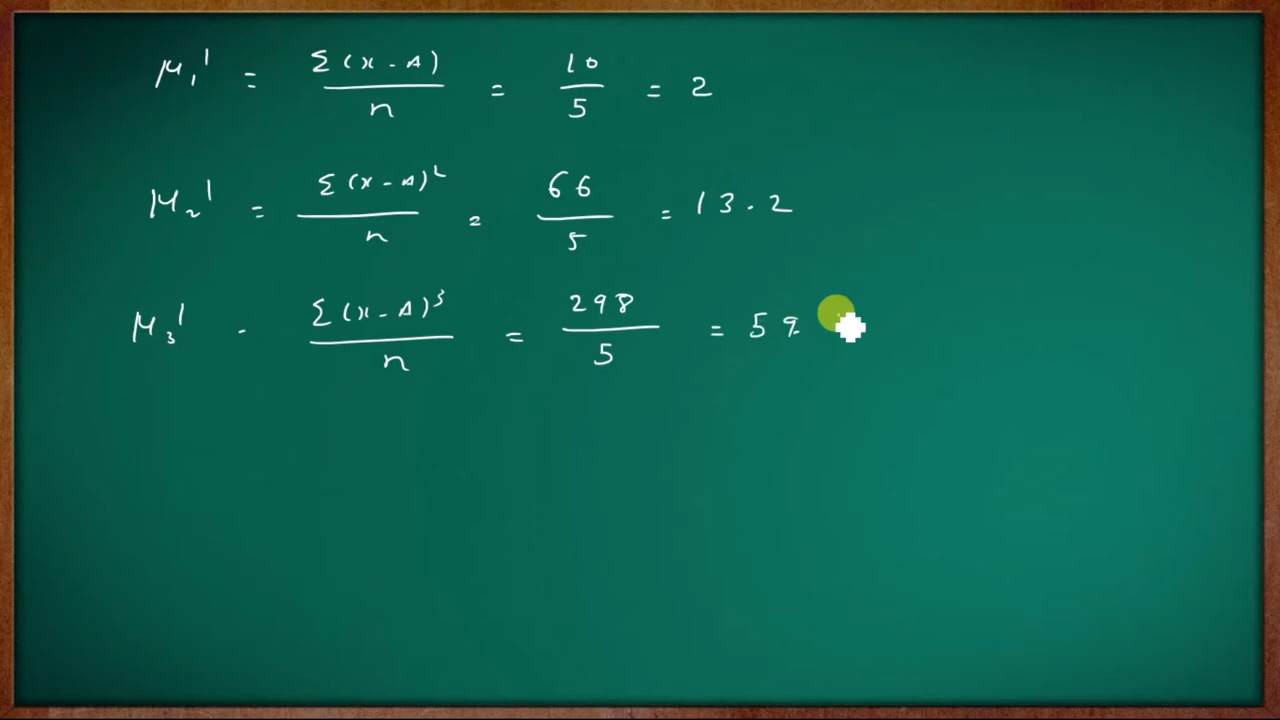 μ₁' = Σ(x-A)/n = 10/5 = 2
μ₂' = Σ(x-A)²/n = 66/5 = 13.2
μ₃' - Σ(x-A)³/n = 298/5 = 59.